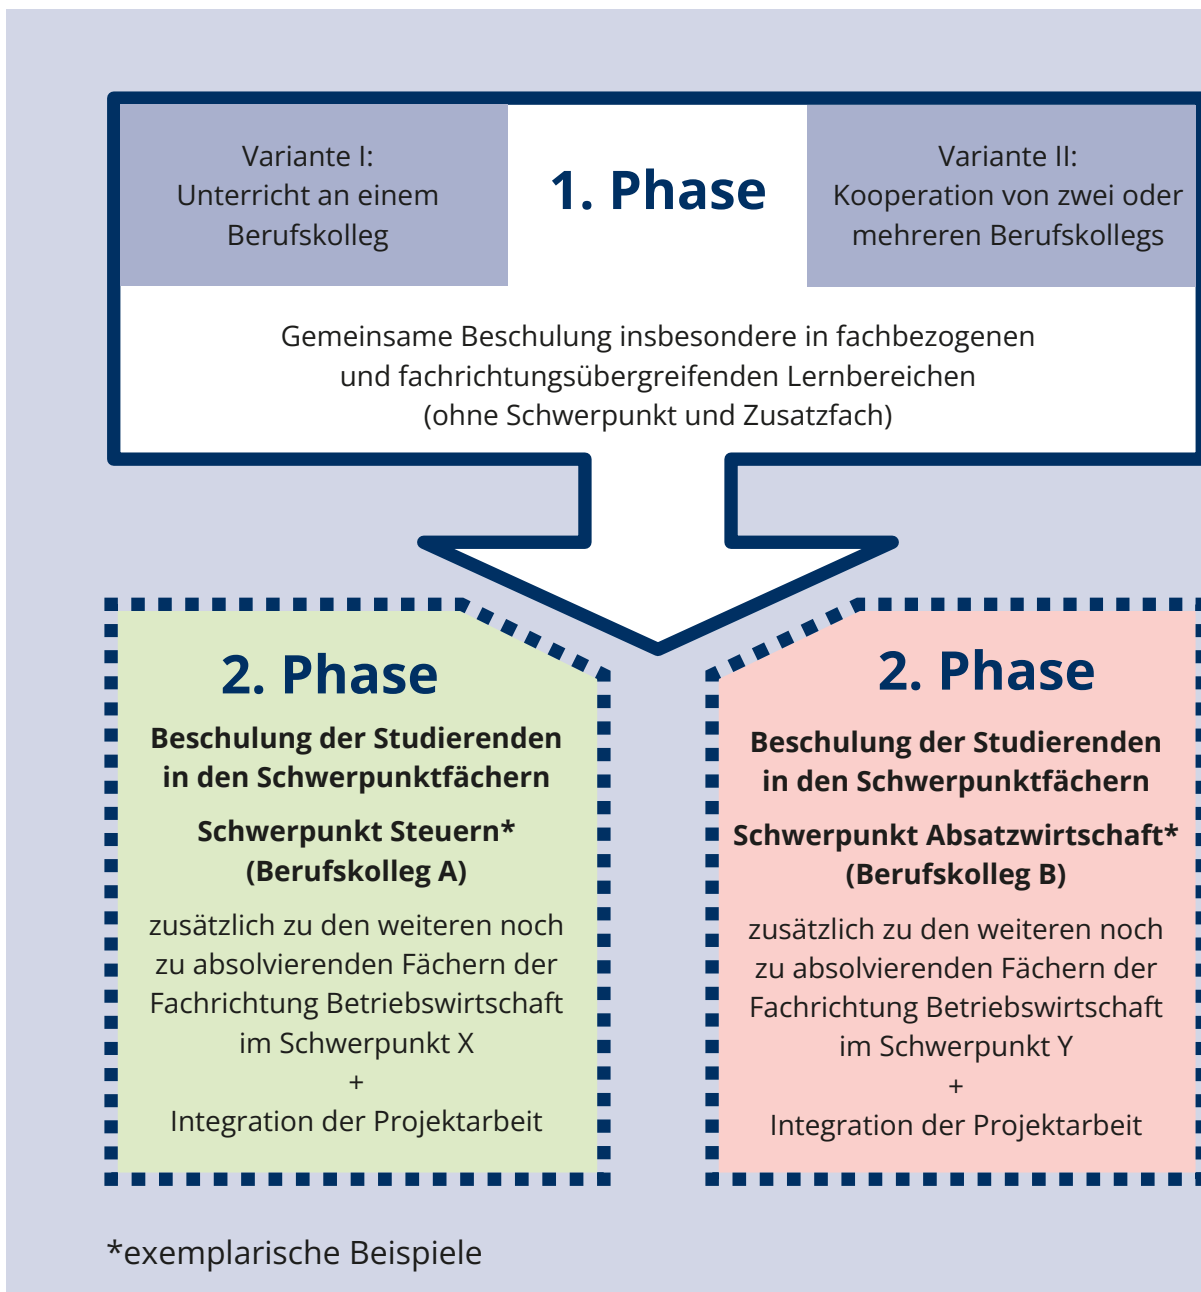 Variante I:
Unterricht an einem
Berufskolleg
1. Phase
Variante II:
Kooperation von zwei oder
mehreren Berufskollegs
Gemeinsame Beschulung insbesondere in fachbezogenen
und fachrichtungsübergreifenden Lernbereichen
(ohne Schwerpunkt und Zusatzfach)
2. Phase
Beschulung der Studierenden
in den Schwerpunktfächern
Schwerpunkt Steuern*
(Berufskolleg A)
zusätzlich zu den weiteren noch
zu absolvierenden Fächern der
Fachrichtung Betriebswirtschaft
im Schwerpunkt X
+
Integration der Projektarbeit
2. Phase
Beschulung der Studierenden
in den Schwerpunktfächern
Schwerpunkt Absatzwirtschaft*
(Berufskolleg B)
zusätzlich zu den weiteren noch
zu absolvierenden Fächern der
Fachrichtung Betriebswirtschaft
im Schwerpunkt Y
+
Integration der Projektarbeit
*exemplarische Beispiele